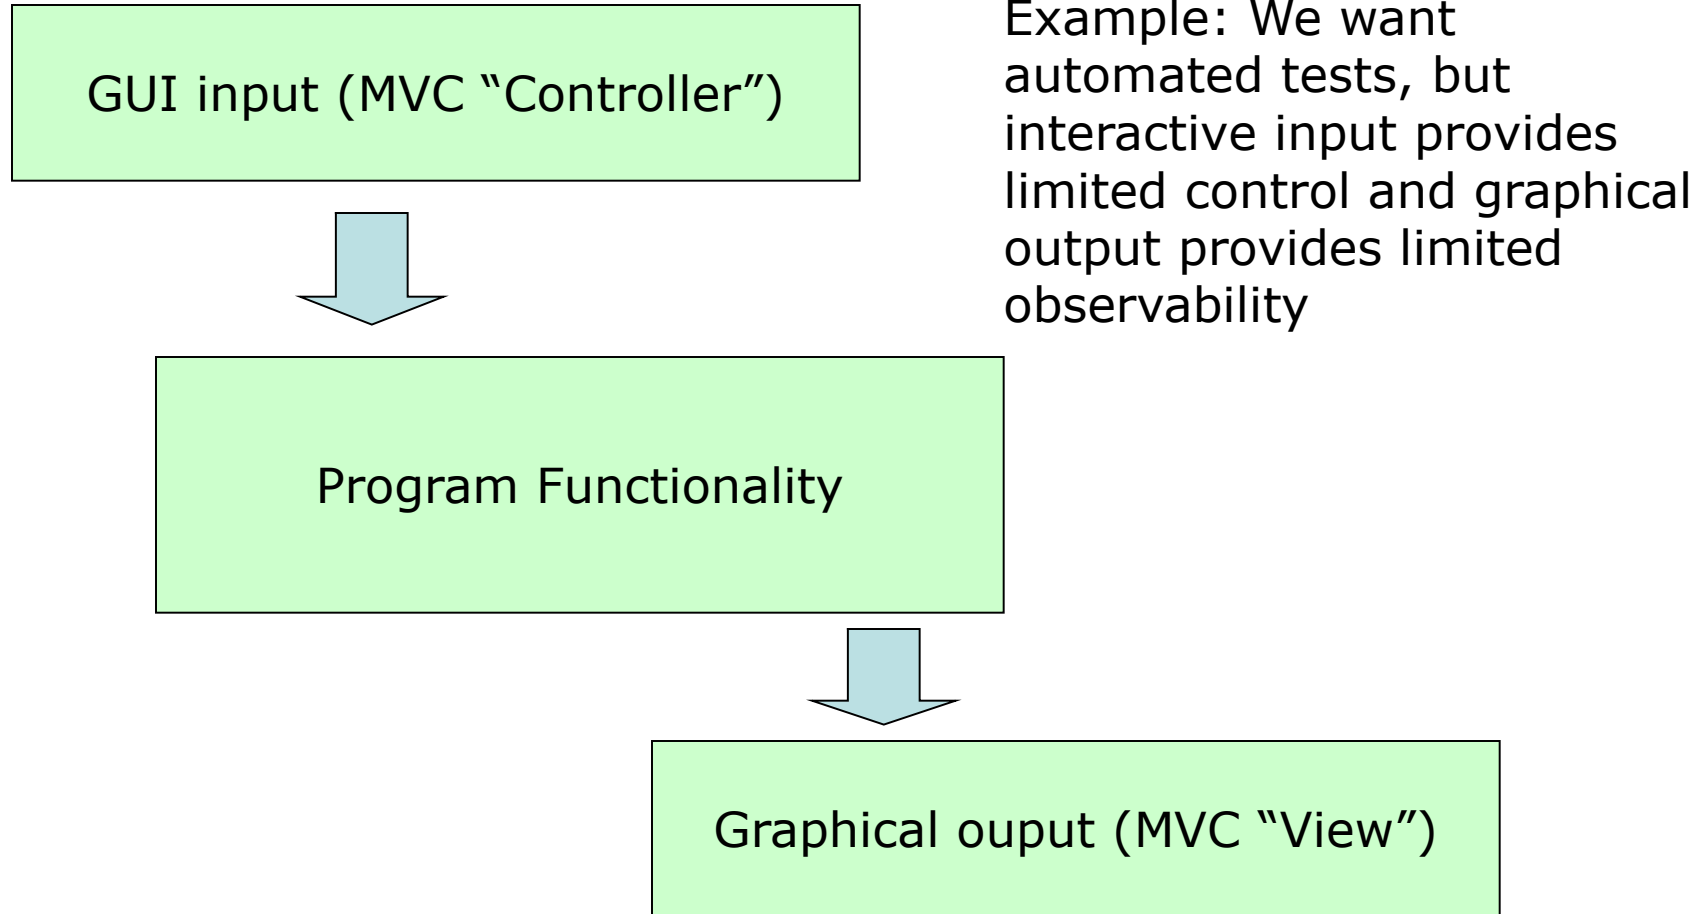 GUI input (MVC “Controller”)
Example: We want
automated tests, but
interactive input provides
limited control and graphical
output provides limited
observability
Program Functionality
Graphical ouput (MVC “View”)